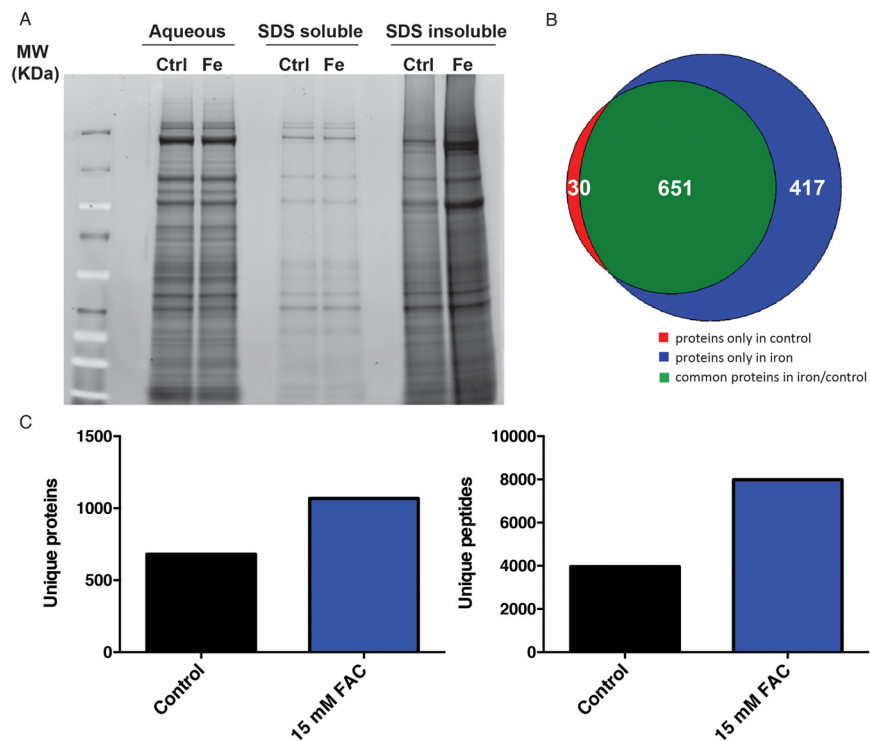 A
B
Aqueous
SDS soluble
SDS insoluble
MW
(KDa)
Ctrl
Fe
Ctrl
Fe
Ctrl
Fe
30
651
417
proteins only in control
proteins only in iron
common proteins in iron/control
C
Unique proteins
1500
1000
500
0
Control
15 mM FAC
Unique peptides
10000
8000
6000
4000
2000
0
Control
15 mM FAC